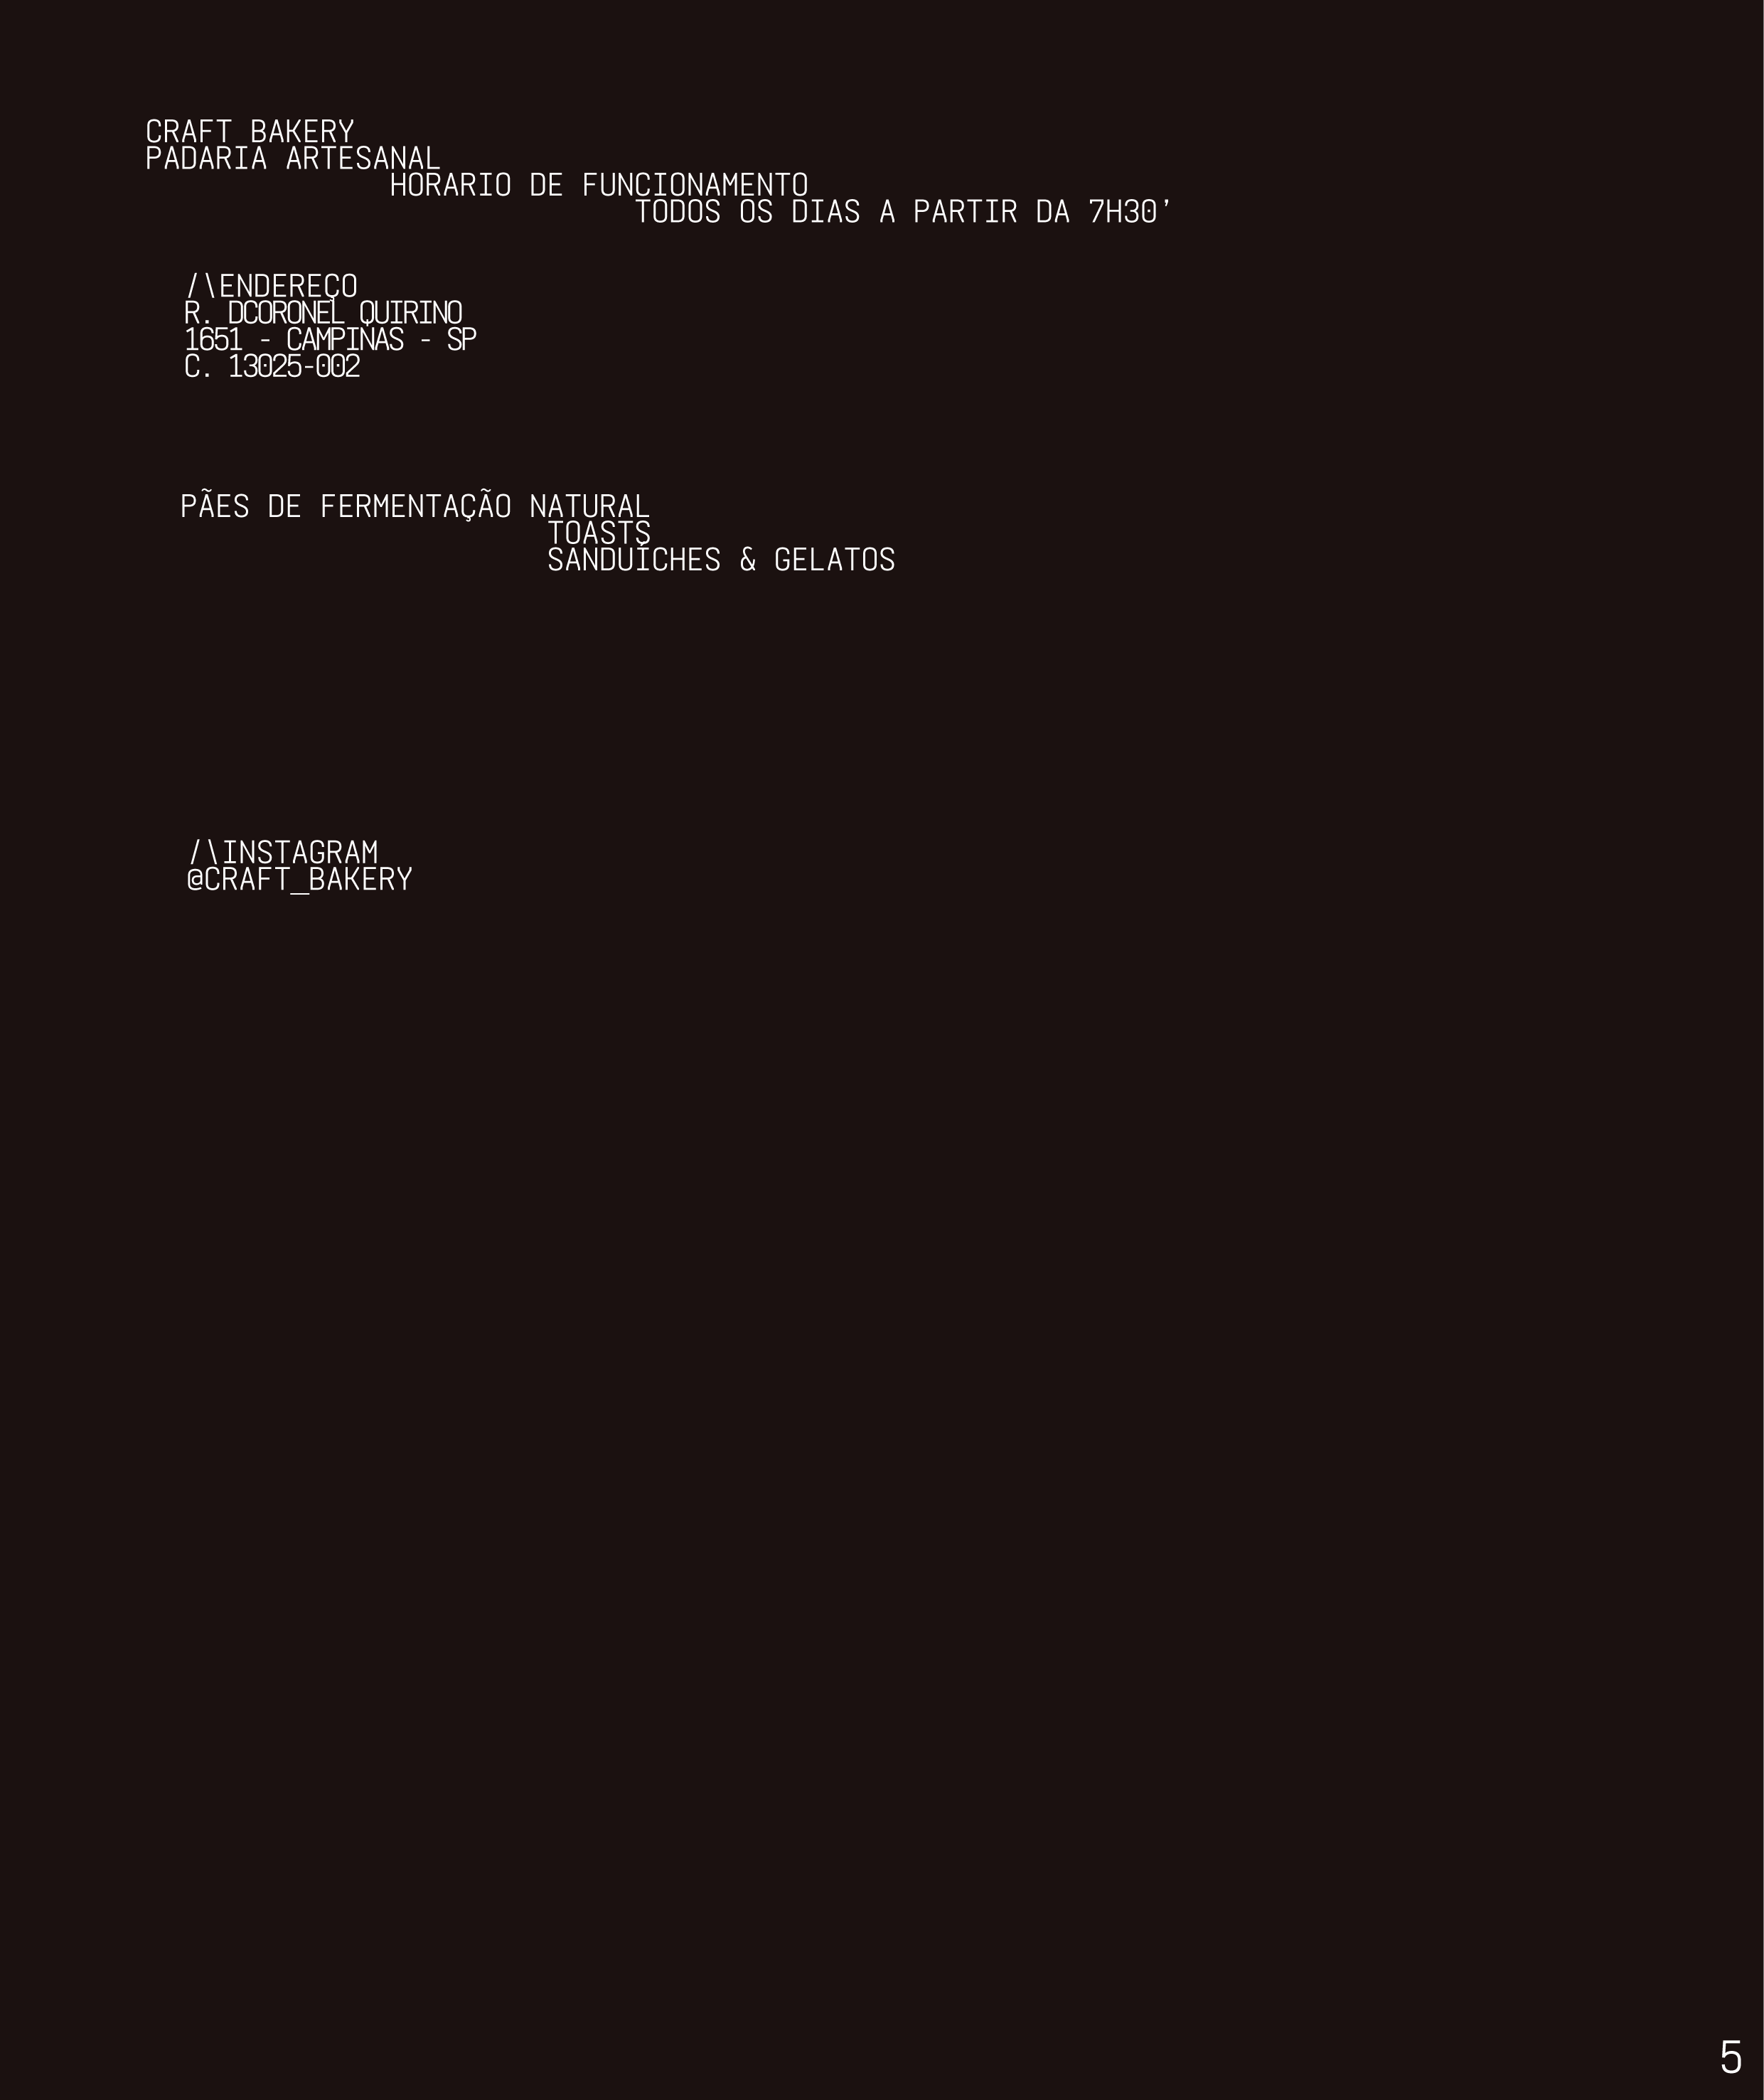 CRAFT BAKERY
PADARIA ARTESANAL
HORARIO DE FUNCIONAMENTO
TODOS OS DIAS A PARTIR DA 7H30’
/\ENDEREÇO
R. DCORONEL QUIRINO
1651 - CAMPINAS - SP
C. 13025-002
PÃES DE FERMENTAÇÃO NATURAL
TOASTS
SANDUÍCHES & GELATOS
/\INSTAGRAM
@CRAFT_BAKERY
5